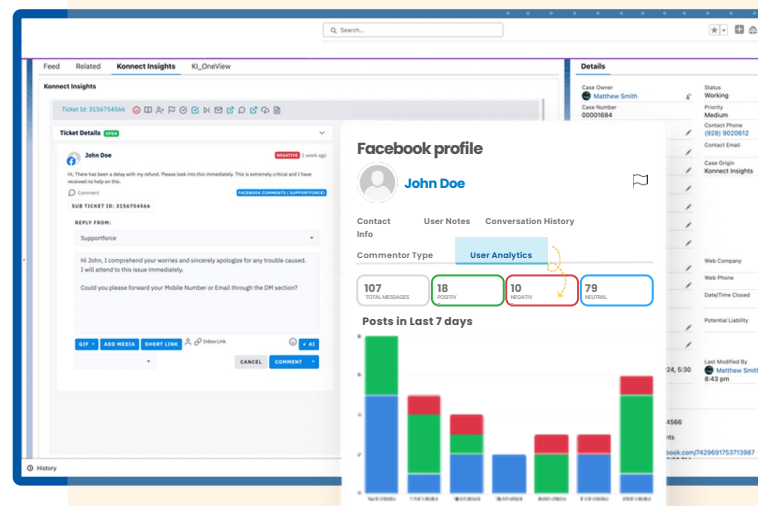 Search...
Feed Related Konnect Insights KI_OneView
Konnect Insights
Ticket Id: 3156754566
Ticket Details OPEN
John Doe NEGATIVE 1 week ago
Hi, There has been a delay with my refund. Please look into this immediately. This is extremely critical and I have
received no help on this.
Comment FACEBOOK COMMENTS ( SUPPORTFORCE)
SUB TICKET ID: 3156754566
REPLY FROM:
Supportforce
Hi John, I comprehend your worries and sincerely apologize for any trouble caused.
I will attend to this issue immediately.
Could you please forward your Mobile Number or Email through the DM section?
GIF ADD MEDIA SHORT LINK Inbox Link AI
CANCEL COMMENT
History
Facebook profile
John Doe
Contact
Info
User Notes
Conversation History
Commentor Type
User Analytics
107
TOTAL MESSAGES
18
POSITIV
10
NEGATIV
79
NEUTRAL
Posts in Last 7 days
Details
Case Owner
Matthew Smith
Case Number
00001684
Status
Working
Priority
Medium
Contact Phone
(928) 9020612
Contact Email
Case Origin
Konnect Insights
Web Company
Web Phone
Date/Time Closed
Potential Liability
Last Modified By
Matthew Smith
8:43 pm
24, 5:30
4566
nts
book.com/7429691753713987